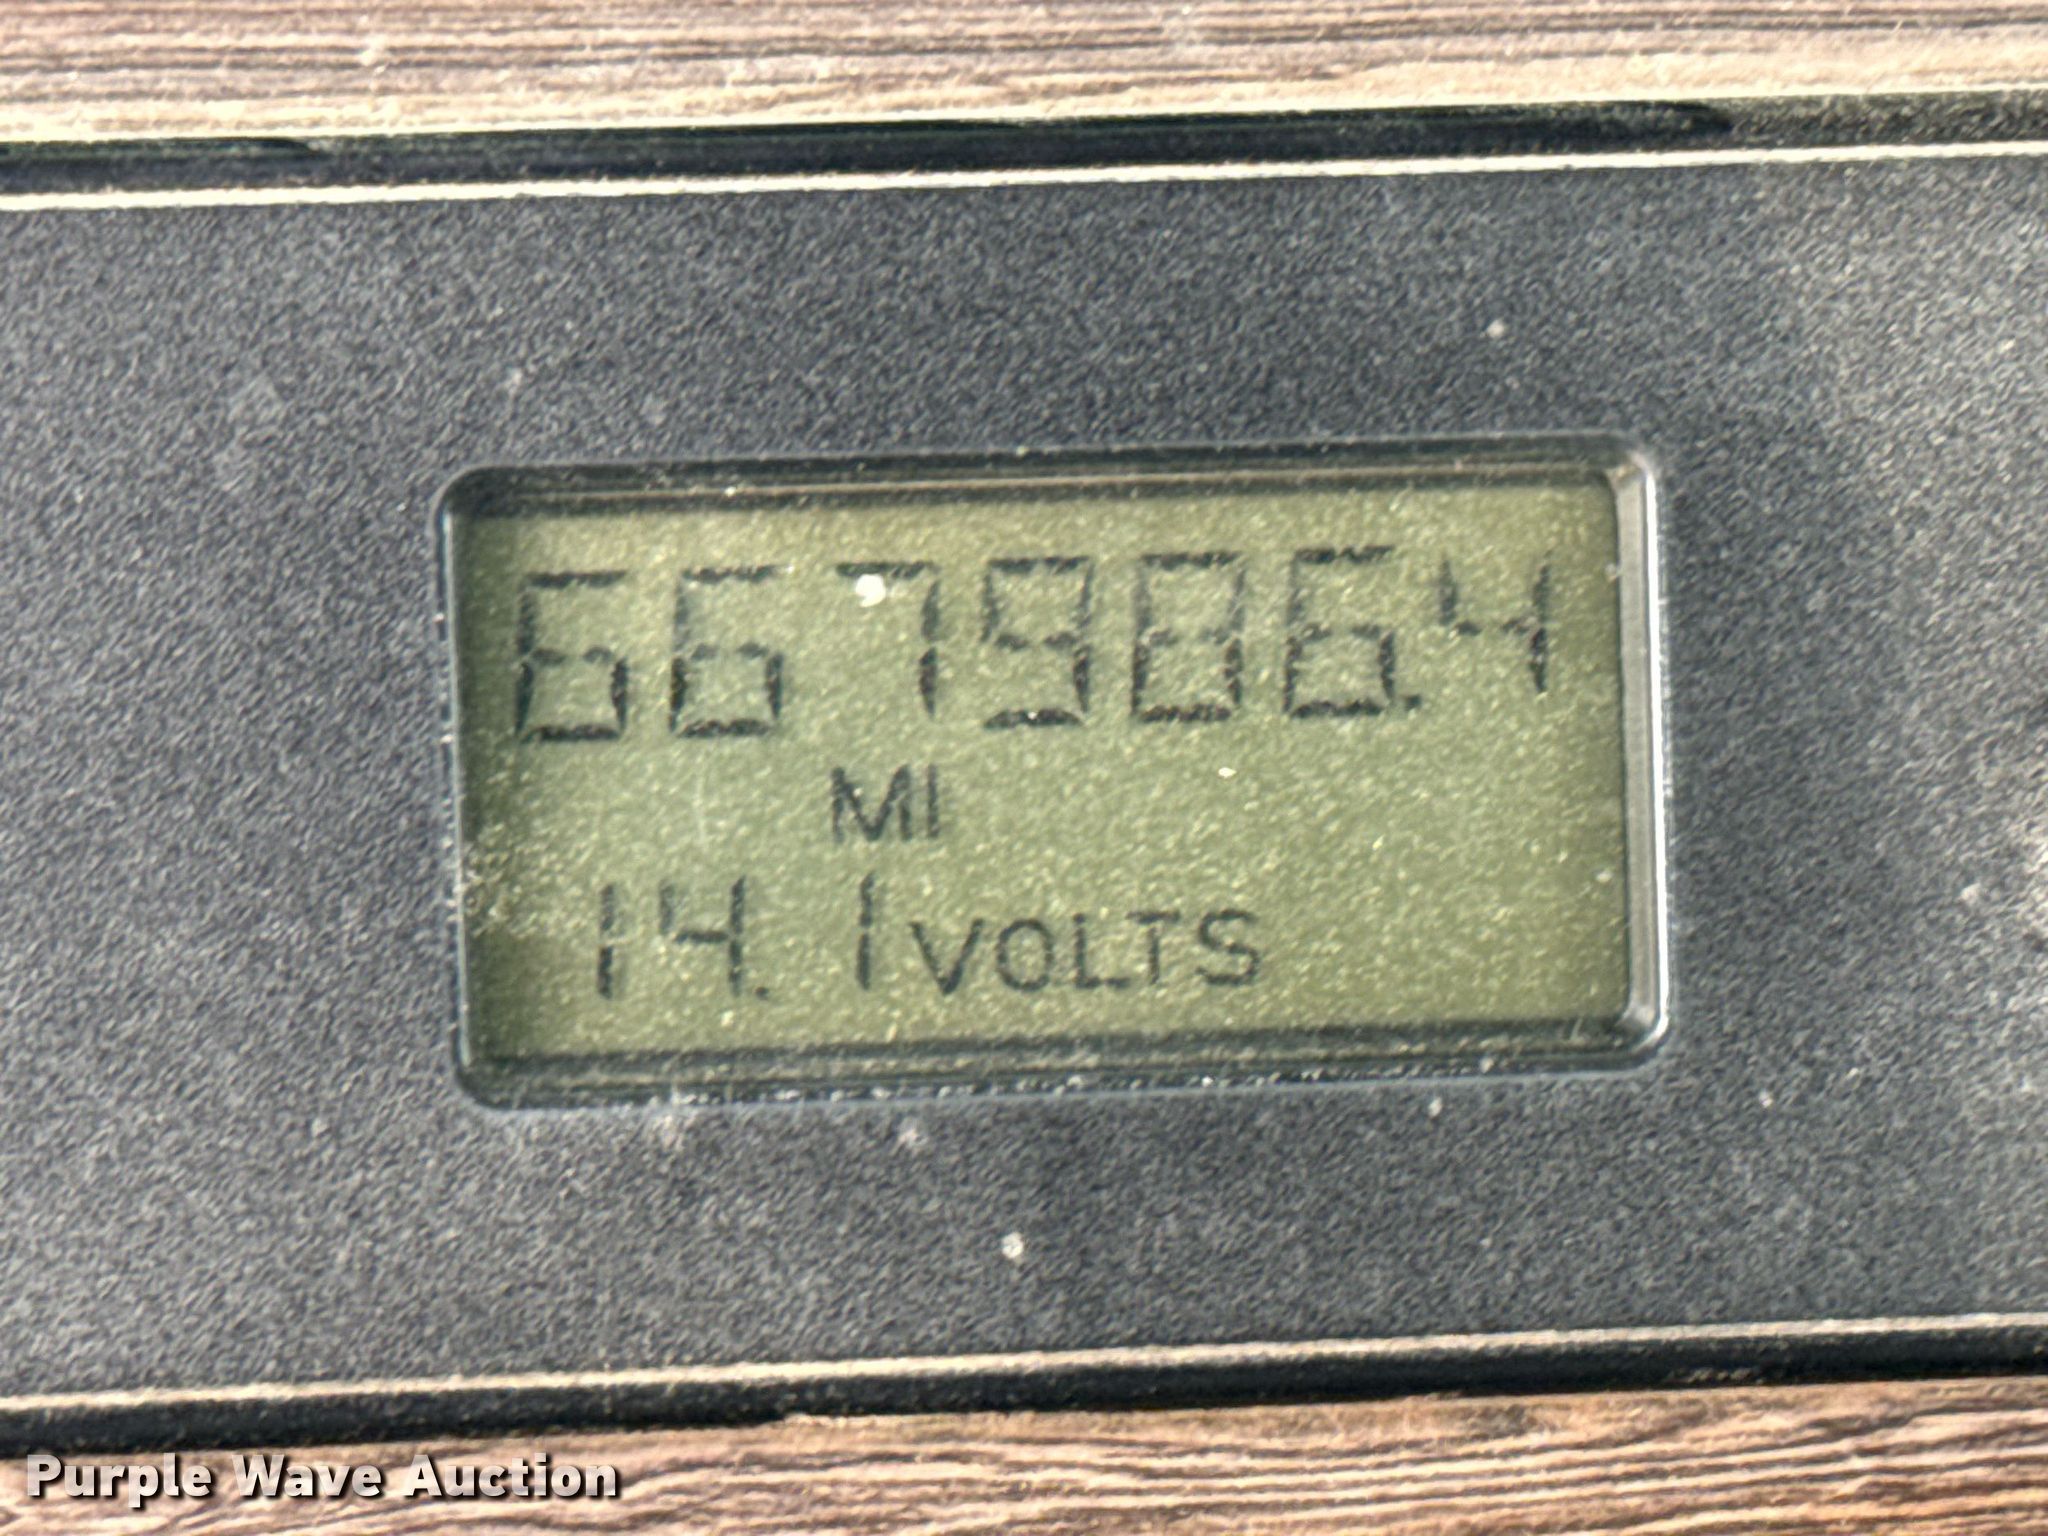 667986.4
MI
14.1 VOLTS
Purple Wave Auction